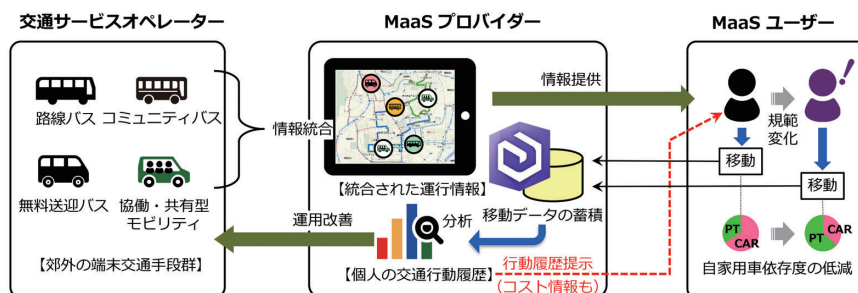 交通サービスオペレーター
MaaS プロバイダー
MaaS ユーザー
路線バス
コミュニティバス
無料送迎バス
協働・共有型
モビリティ
【郊外の端末交通手段群】
情報統合
【統合された運行情報】
移動データの蓄積
分析
【個人の交通行動履歴】
運用改善
情報提供
行動履歴提示
(コスト情報も)
規範
変化
移動
移動
PT
CAR
PT
CAR
自家用車依存度の低減